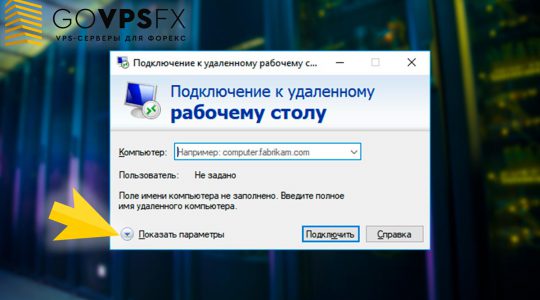 GOVPSFX
VPS-СЕРВЕРЫ ДЛЯ ФОРЕКС
Подключение к удаленному рабочему с...
Подключение к удаленному
рабочему столу
Компьютер:
Например: computer.fabrikam.com
Пользователь:
Не задано
Поле имени компьютера не заполнено. Введите полное
имя удаленного компьютера.
Показать параметры
Подключить
Справка